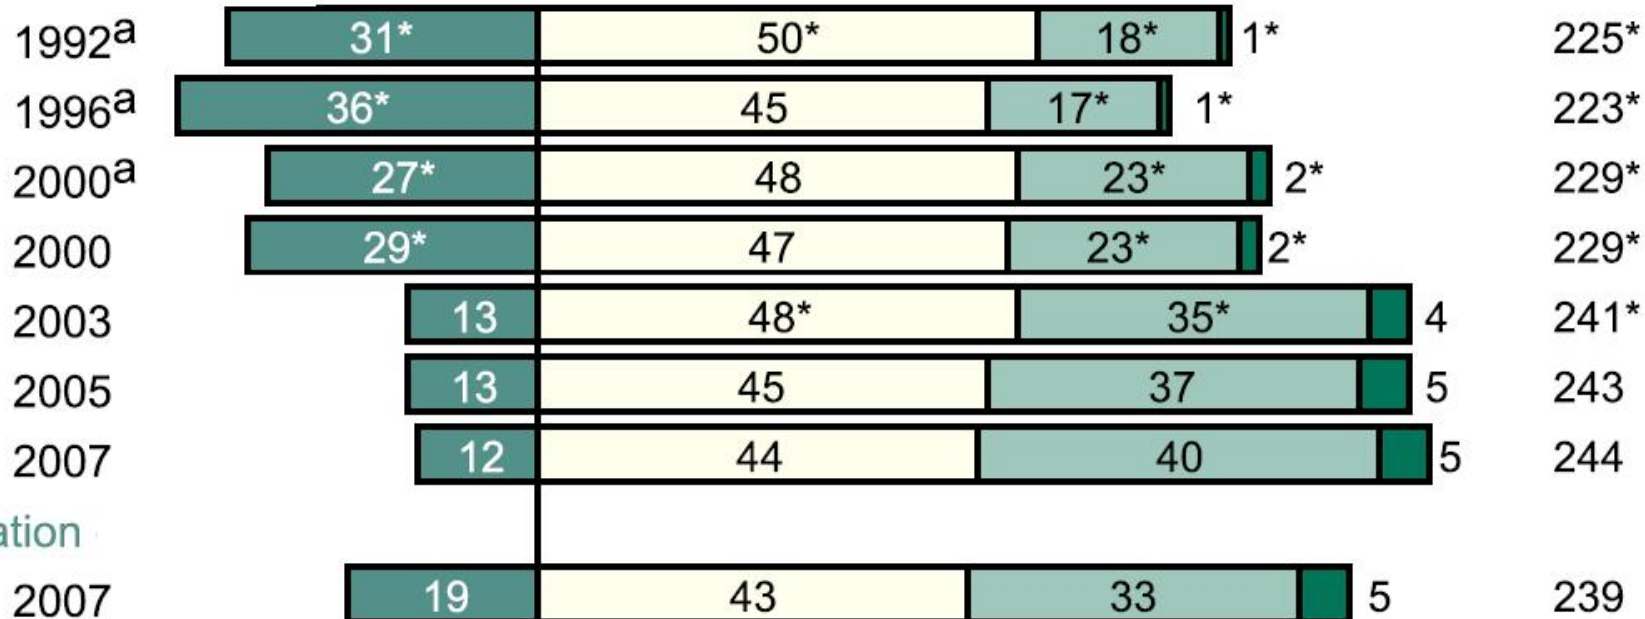 1992a 31* 50* 18* 1* 225*
1996a 36* 45 17* 1* 223*
2000a 27* 48 23* 2* 229*
2000 29* 47 23* 2* 229*
2003 13 48* 35* 4 241*
2005 13 45 37 5 243
2007 12 44 40 5 244
ation
2007 19 43 33 5 239